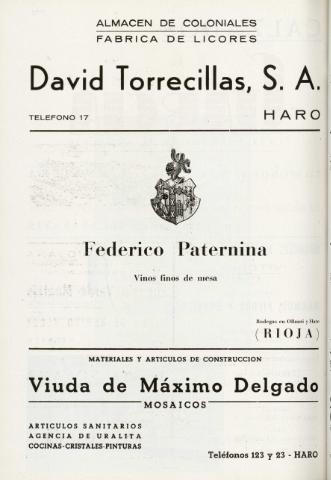 ALMACEN DE COLONIALES
FABRICA DE LICORES
David Torrecillas, S. A.
TELEFONO 17 HARO
Federico Paternina
Vinos finos de mesa
Bodegas en Ollauri y Haro
(RIOJA)
MATERIALES Y ARTICULOS DE CONSTRUCCION
Viuda de Máximo Delgado
MOSAICOS
ARTICULOS SANITARIOS
AGENCIA DE URALITA
COCINAS-CRISTALES-PINTURAS
Teléfonos 123 y 23 - HARO